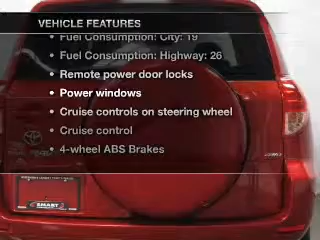 VEHICLE FEATURES
• Fuel Consumption: City: 19
• Fuel Consumption: Highway: 26
• Remote power door locks
• Power windows
• Cruise controls on steering wheel
• Cruise control
• 4-wheel ABS Brakes
SMART